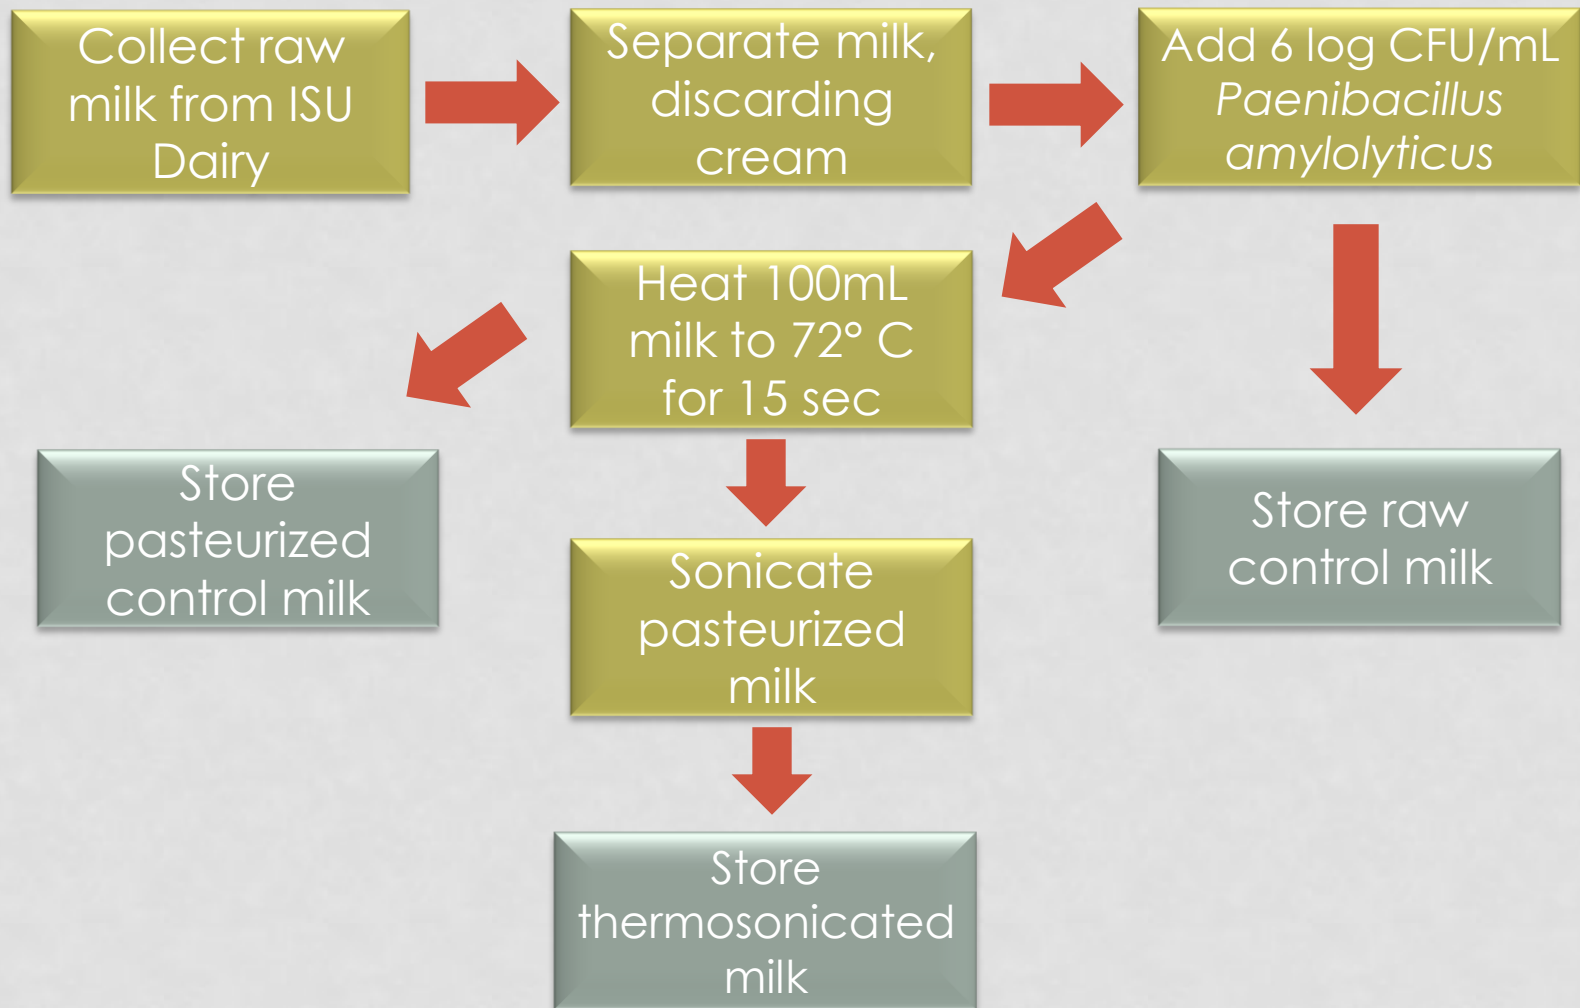 Collect raw
milk from ISU
Dairy
Separate milk,
discarding
cream
Add 6 log CFU/mL
Paenibacillus
amylolyticus
Heat 100mL
milk to 72° C
for 15 sec
Store
pasteurized
control milk
Sonicate
pasteurized
milk
Store raw
control milk
Store
thermosonicated
milk